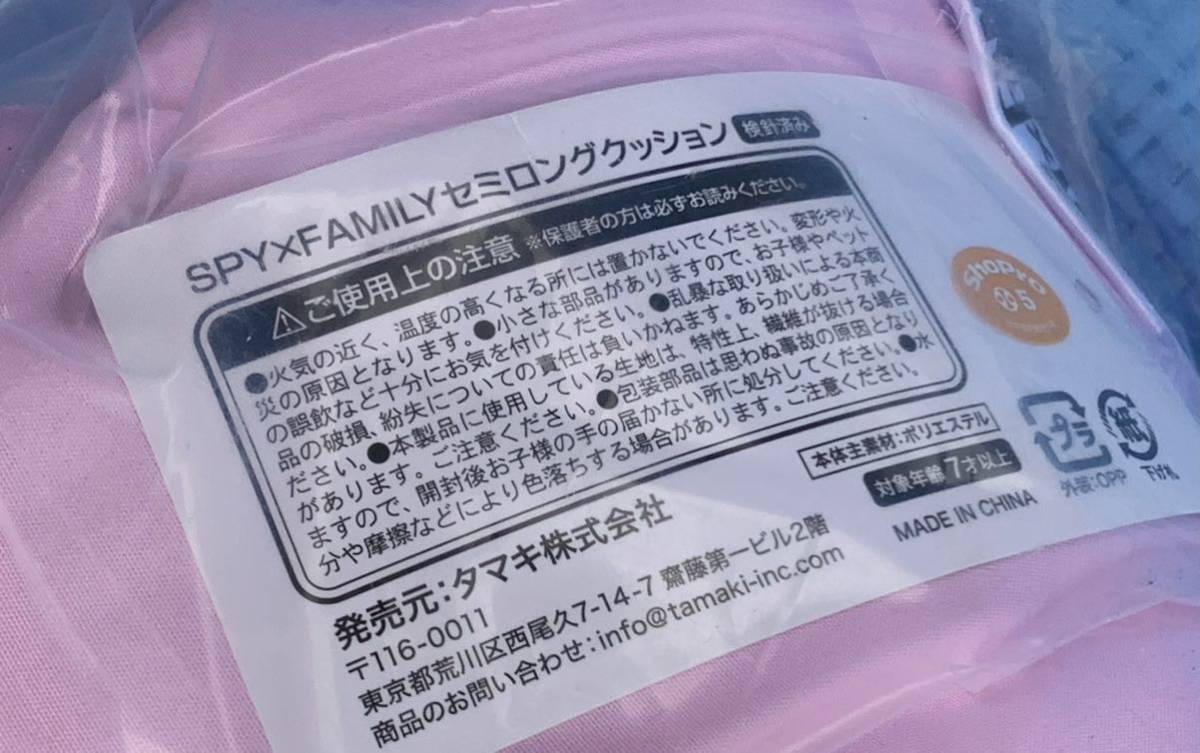 SPY×FAMILYセミロングクッション 検針済み
⚠ご使用上の注意 ※保護者の方は必ずお読みください。
●火気の近く、温度の高くなる所には置かないでください。変形や火
災の原因となります。●小さな部品がありますので、お子様やペット
の誤飲など十分にお気を付けください。●乱暴な取り扱いによる本商
品の破損、紛失についての責任は負いかねます。あらかじめご了承く
ださい。●本製品に使用している生地は、特性上、繊維が抜ける場合
があります。ご注意ください。●包装部品は思わぬ事故の原因となり
ますので、開封後お子様の手の届かない所に処分してください。●水
分や摩擦などにより色落ちする場合があります。ご注意ください。
Shopro
5
本体主素材:ポリエステル
対象年齢 7才以上
プラ
外装:OPP
紙
下げ札
MADE IN CHINA
発売元:タマキ株式会社
〒116-0011
東京都荒川区西尾久7-14-7 齋藤第一ビル2階
商品のお問い合わせ:info@tamaki-inc.com